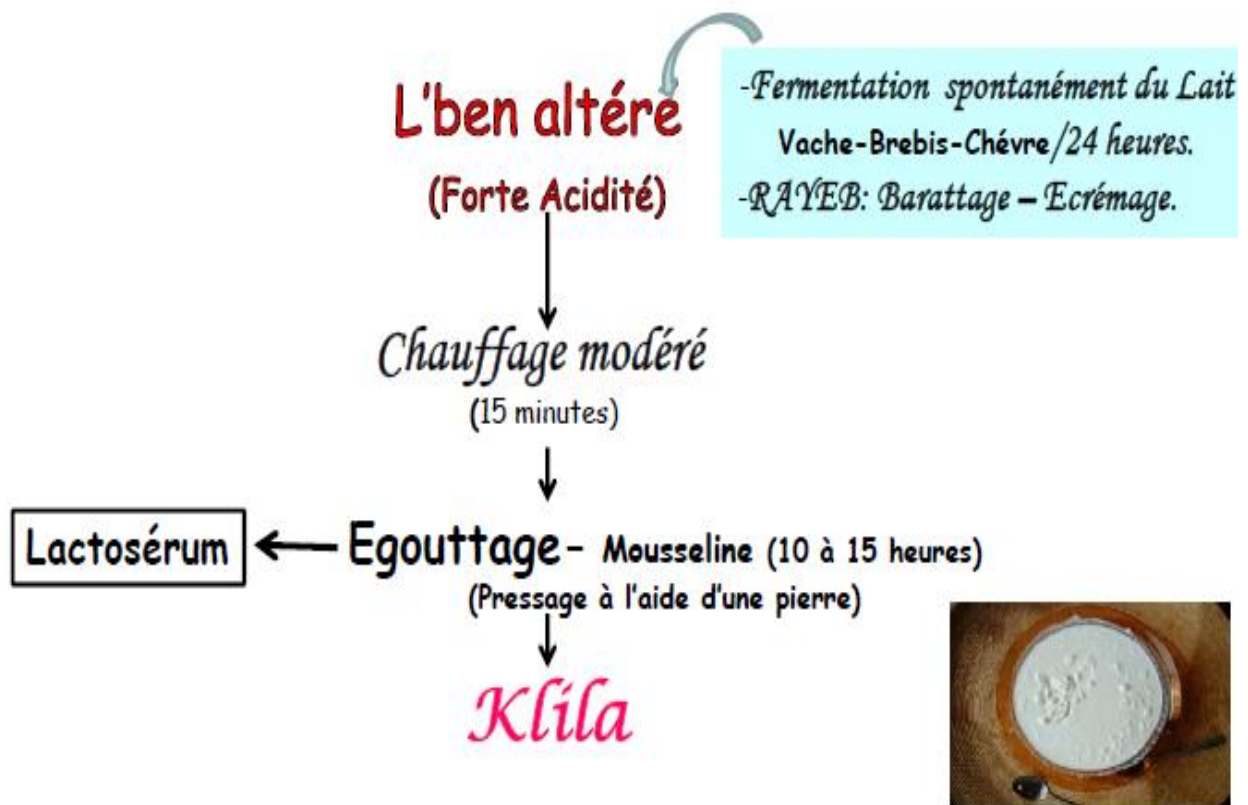 L'ben altéré
(Forte Acidité)
-Fermentation spontanément du Lait
Vache-Brebis-Chévre/24 heures.
-RAYEB: Barattage – Ecrémage.
Chauffage modéré
(15 minutes)
Lactosérum
Egouttage– Mousseline (10 à 15 heures)
(Pressage à l'aide d'une pierre)
Klila